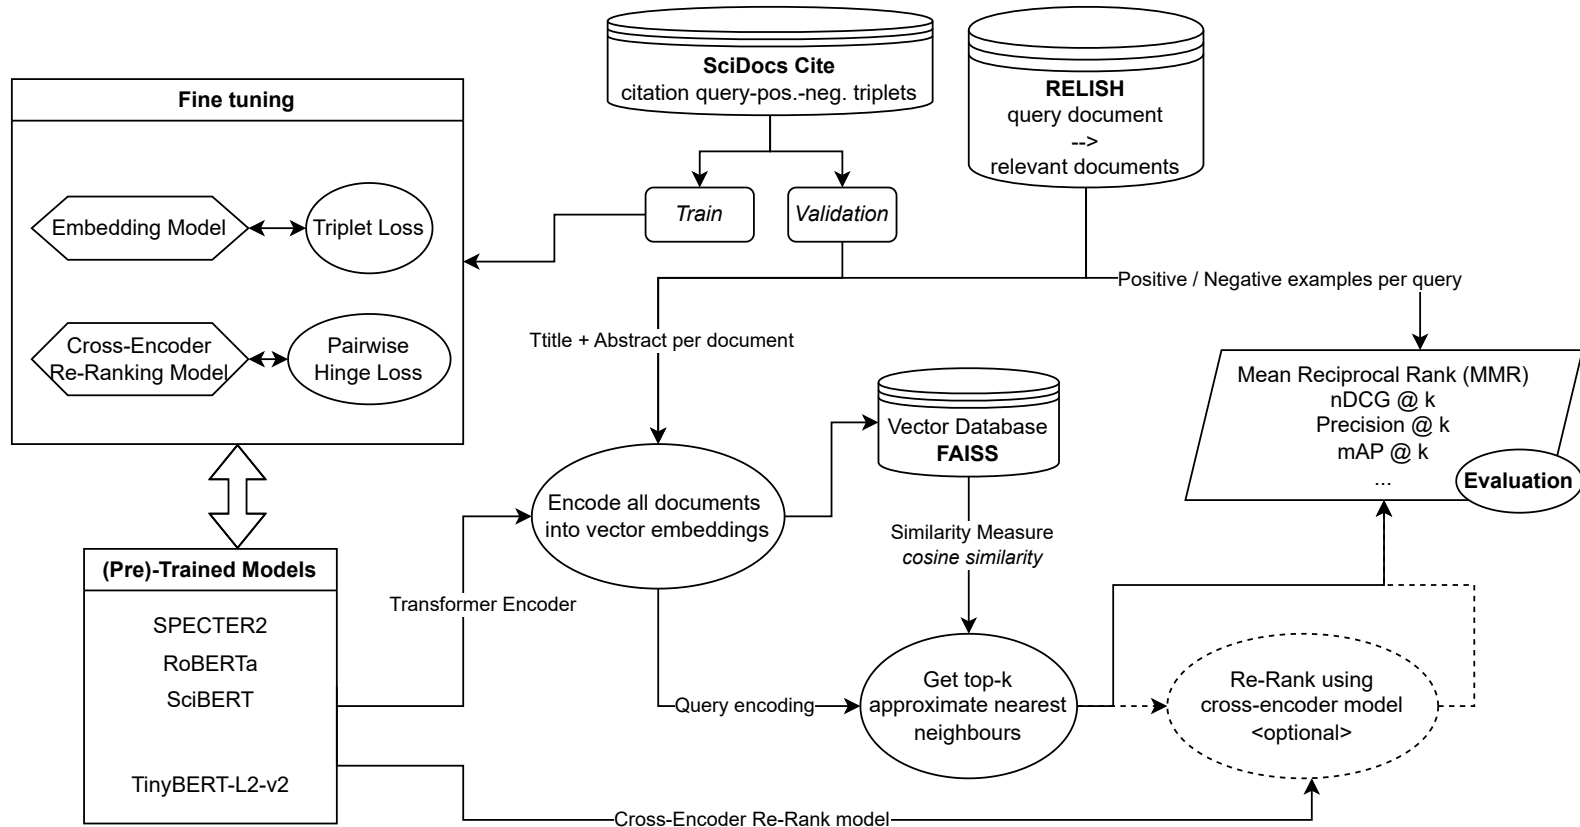 SciDocs Cite
citation query-pos.-neg. triplets
RELISH
query document
-->
relevant documents
Fine tuning
Embedding Model
Triplet Loss
Cross-Encoder
Re-Ranking Model
Pairwise
Hinge Loss
Train
Validation
Positive / Negative examples per query
Ttitle + Abstract per document
Mean Reciprocal Rank (MMR)
nDCG @ k
Precision @ k
mAP @ k
...
Evaluation
Vector Database
FAISS
Encode all documents
into vector embeddings
Similarity Measure
cosine similarity
(Pre)-Trained Models
SPECTER2
RoBERTa
SciBERT
TinyBERT-L2-v2
Transformer Encoder
Query encoding
Get top-k
approximate nearest
neighbours
Re-Rank using
cross-encoder model
<optional>
Cross-Encoder Re-Rank model